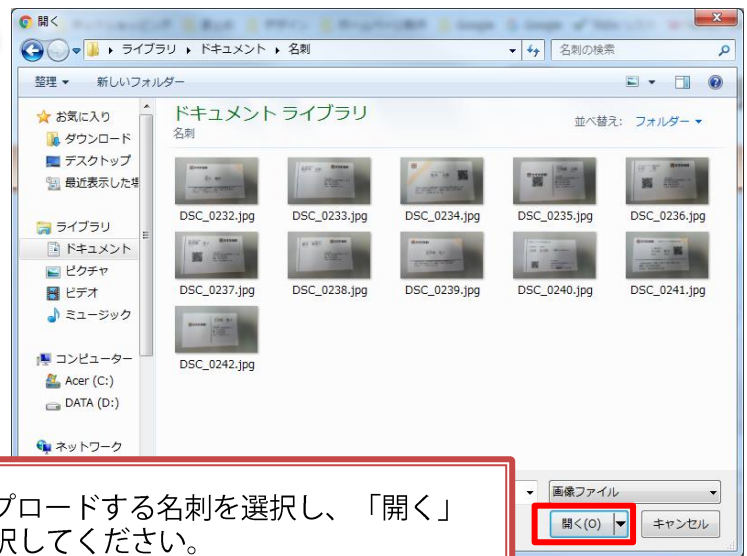 開く
ライブラリ ▸ ドキュメント ▸ 名刺
名刺の検索
整理
新しいフォルダー
お気に入り
ダウンロード
デスクトップ
最近表示した場
ライブラリ
ドキュメント
ピクチャ
ビデオ
ミュージック
コンピューター
Acer (C:)
DATA (D:)
ネットワーク
ドキュメント ライブラリ
名刺
並べ替え: フォルダー
DSC_0232.jpg DSC_0233.jpg DSC_0234.jpg DSC_0235.jpg DSC_0236.jpg
DSC_0237.jpg DSC_0238.jpg DSC_0239.jpg DSC_0240.jpg DSC_0241.jpg
DSC_0242.jpg
画像ファイル
開く(O)
キャンセル
プロードする名刺を選択し、「開く」
択してください。